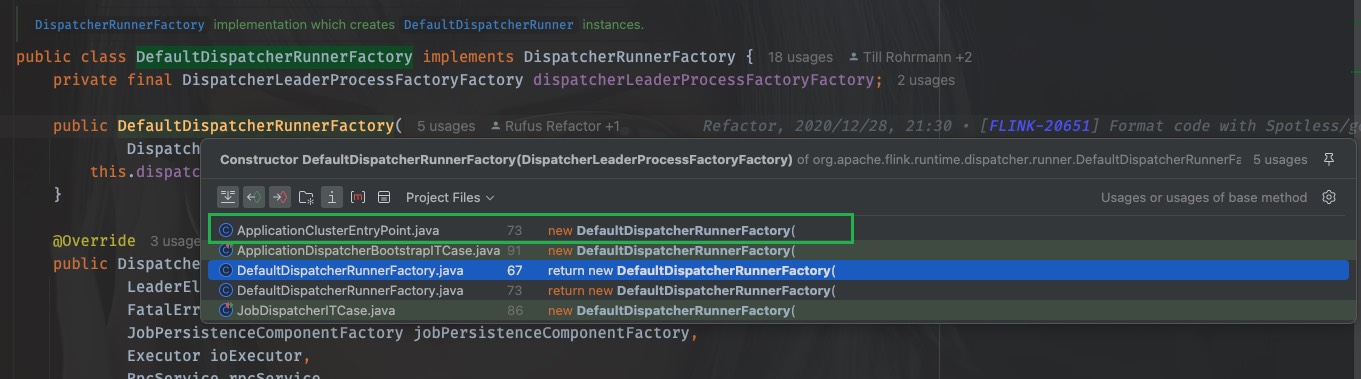 DispatcherRunnerFactory implementation which creates DefaultDispatcherRunner instances.
public class DefaultDispatcherRunnerFactory implements DispatcherRunnerFactory { 18 usages Till Rohrmann +2
private final DispatcherLeaderProcessFactoryFactory dispatcherLeaderProcessFactoryFactory; 2 usages
public DefaultDispatcherRunnerFactory( 5 usages Rufus Refactor +1 Refactor, 2020/12/28, 21:30 • [FLINK-20651] Format code with Spotless/go
Dispatch
this.dispatc
}
Constructor DefaultDispatcherRunnerFactory(DispatcherLeaderProcessFactoryFactory) of org.apache.flink.runtime.dispatcher.runner.DefaultDispatcherRunnerFa 5 usages
Project Files Usages or usages of base method
ApplicationClusterEntryPoint.java 73 new DefaultDispatcherRunnerFactory(
ApplicationDispatcherBootstrapITCase.java 91 new DefaultDispatcherRunnerFactory(
DefaultDispatcherRunnerFactory.java 67 return new DefaultDispatcherRunnerFactory(
DefaultDispatcherRunnerFactory.java 73 return new DefaultDispatcherRunnerFactory(
JobDispatcherITCase.java 86 new DefaultDispatcherRunnerFactory(
@Override 3 usage
public Dispatche
LeaderEl
FatalErr
JobPersistenceComponentFactory jobPersistenceComponentFactory,
Executor ioExecutor,
RpcService rpcService